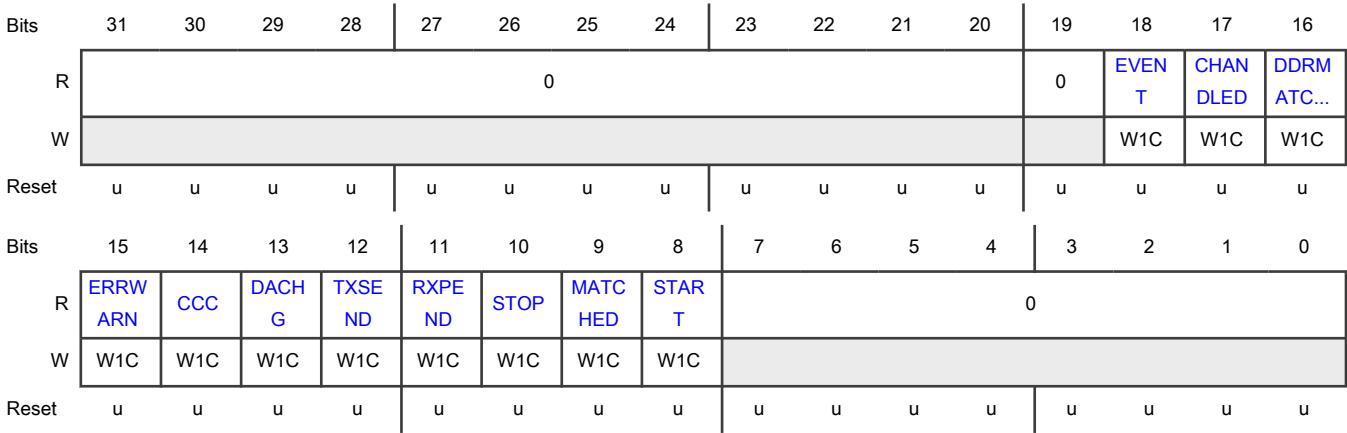 Bits 31 30 29 28 27 26 25 24 23 22 21 20 19 18 17 16
R 0 0 EVEN T CHAN DLED DDRM ATC...
W W1C W1C W1C
Reset u u u u u u u u u u u u u u u u
Bits 15 14 13 12 11 10 9 8 7 6 5 4 3 2 1 0
R ERRW ARN CCC DACH G TXSE ND RXPE ND STOP MATC HED STAR T 0
W W1C W1C W1C W1C W1C W1C W1C W1C
Reset u u u u u u u u u u u u u u u u